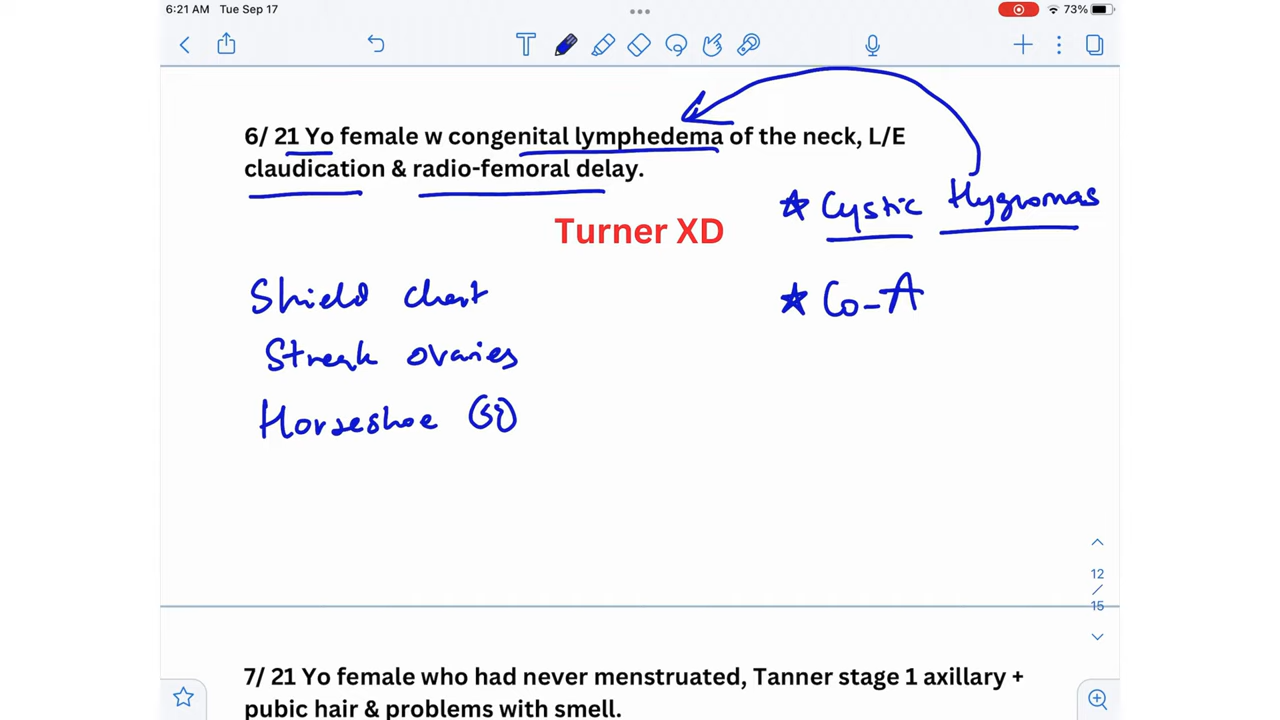 6:21 AM Tue Sep 17
73%
T
6/ 21 Yo female w congenital lymphedema of the neck, L/E
claudication & radio-femoral delay.
Cystic Hygromas
Turner XD
Shield chest
Co-A
Streak ovaries
Horseshoe
12
/
15
7/ 21 Yo female who had never menstruated, Tanner stage 1 axillary +
pubic hair & problems with smell.